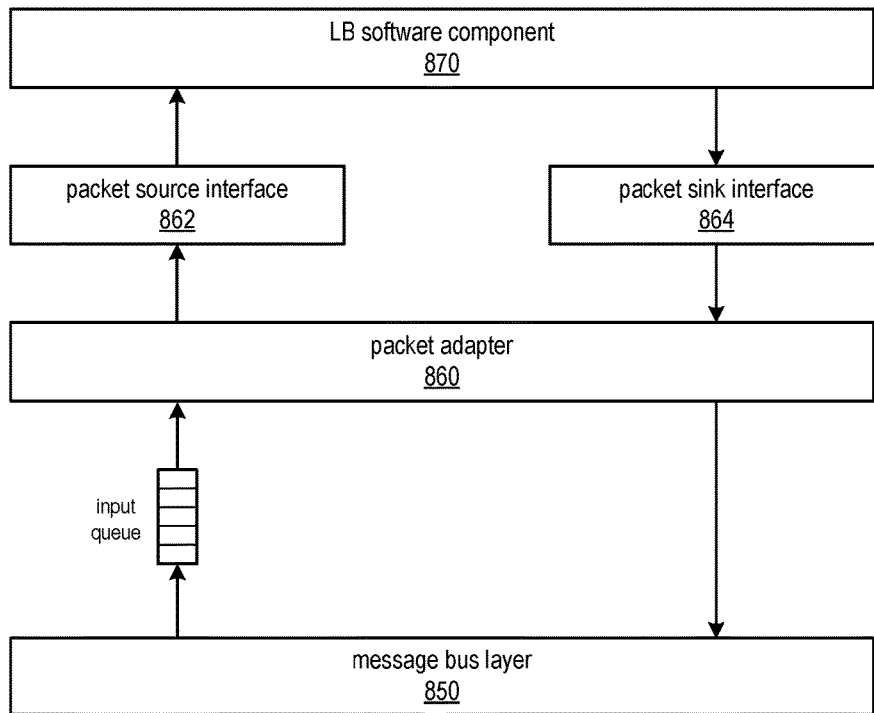 LB software component
870
packet source interface
862
packet sink interface
864
packet adapter
860
input
queue
message bus layer
850